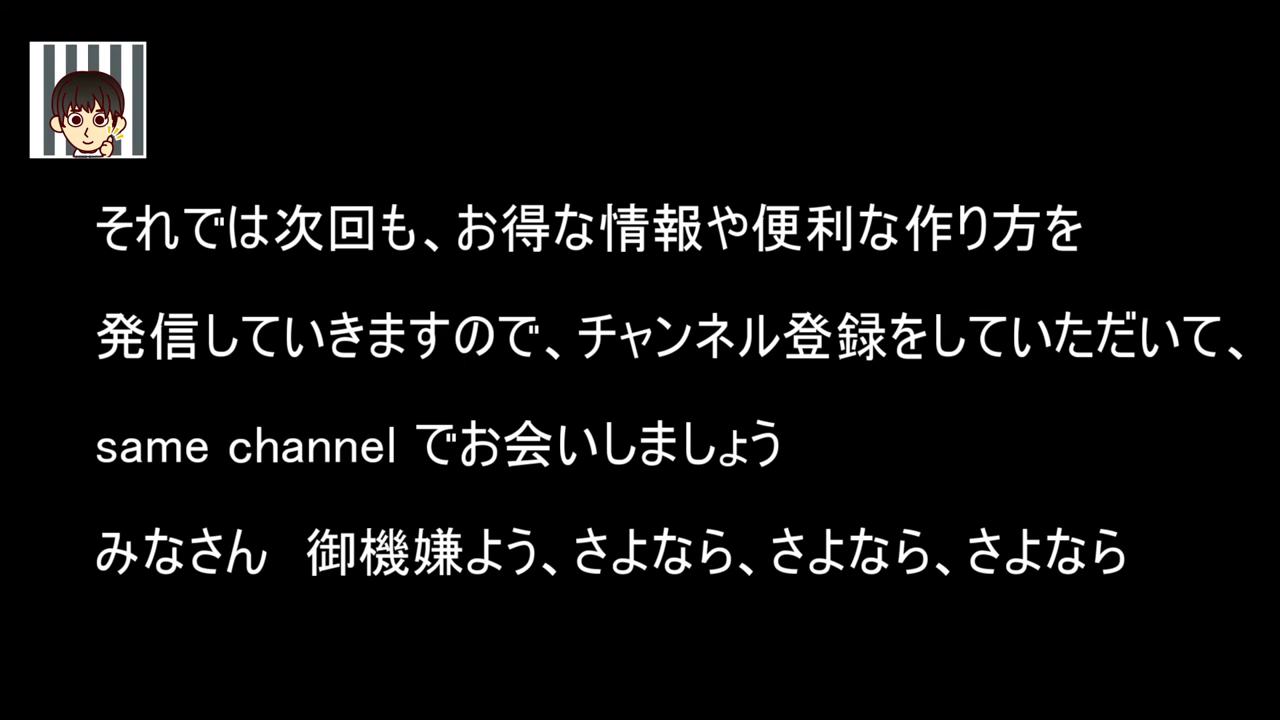 それでは次回も、お得な情報や便利な作り方を
発信していきますので、チャンネル登録をしていただいて、
same channel でお会いしましょう
みなさん　御機嫌よう、さよなら、さよなら、さよなら